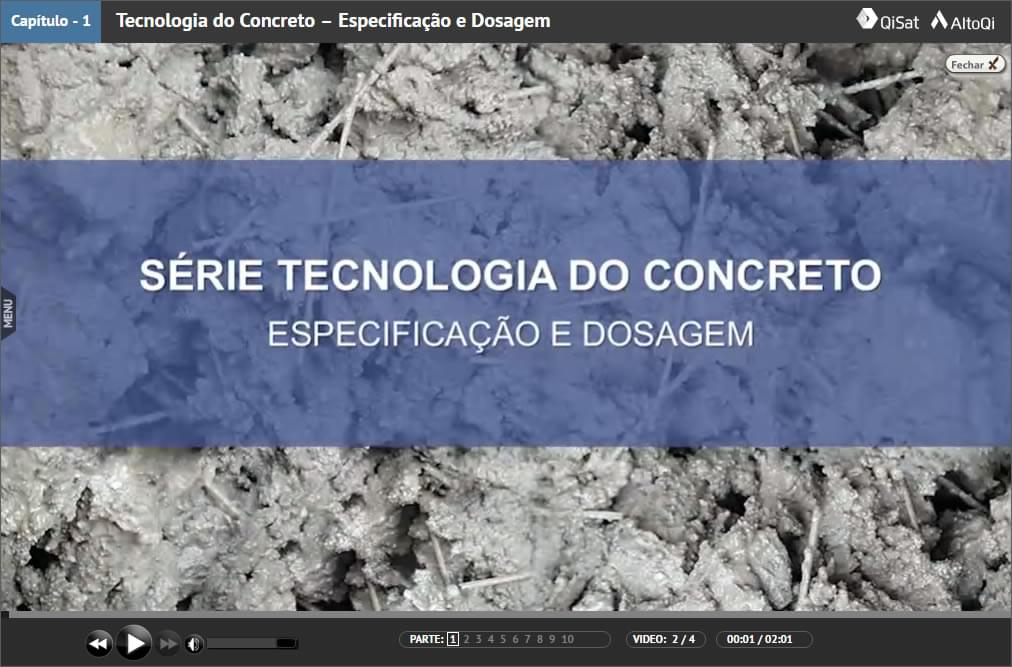 Capítulo - 1
Tecnologia do Concreto – Especificação e Dosagem
QiSat
AltoQi
Fechar
SÉRIE TECNOLOGIA DO CONCRETO
ESPECIFICAÇÃO E DOSAGEM
MENU
PARTE: 1 2 3 4 5 6 7 8 9 10
VIDEO: 2 / 4
00:01 / 02:01